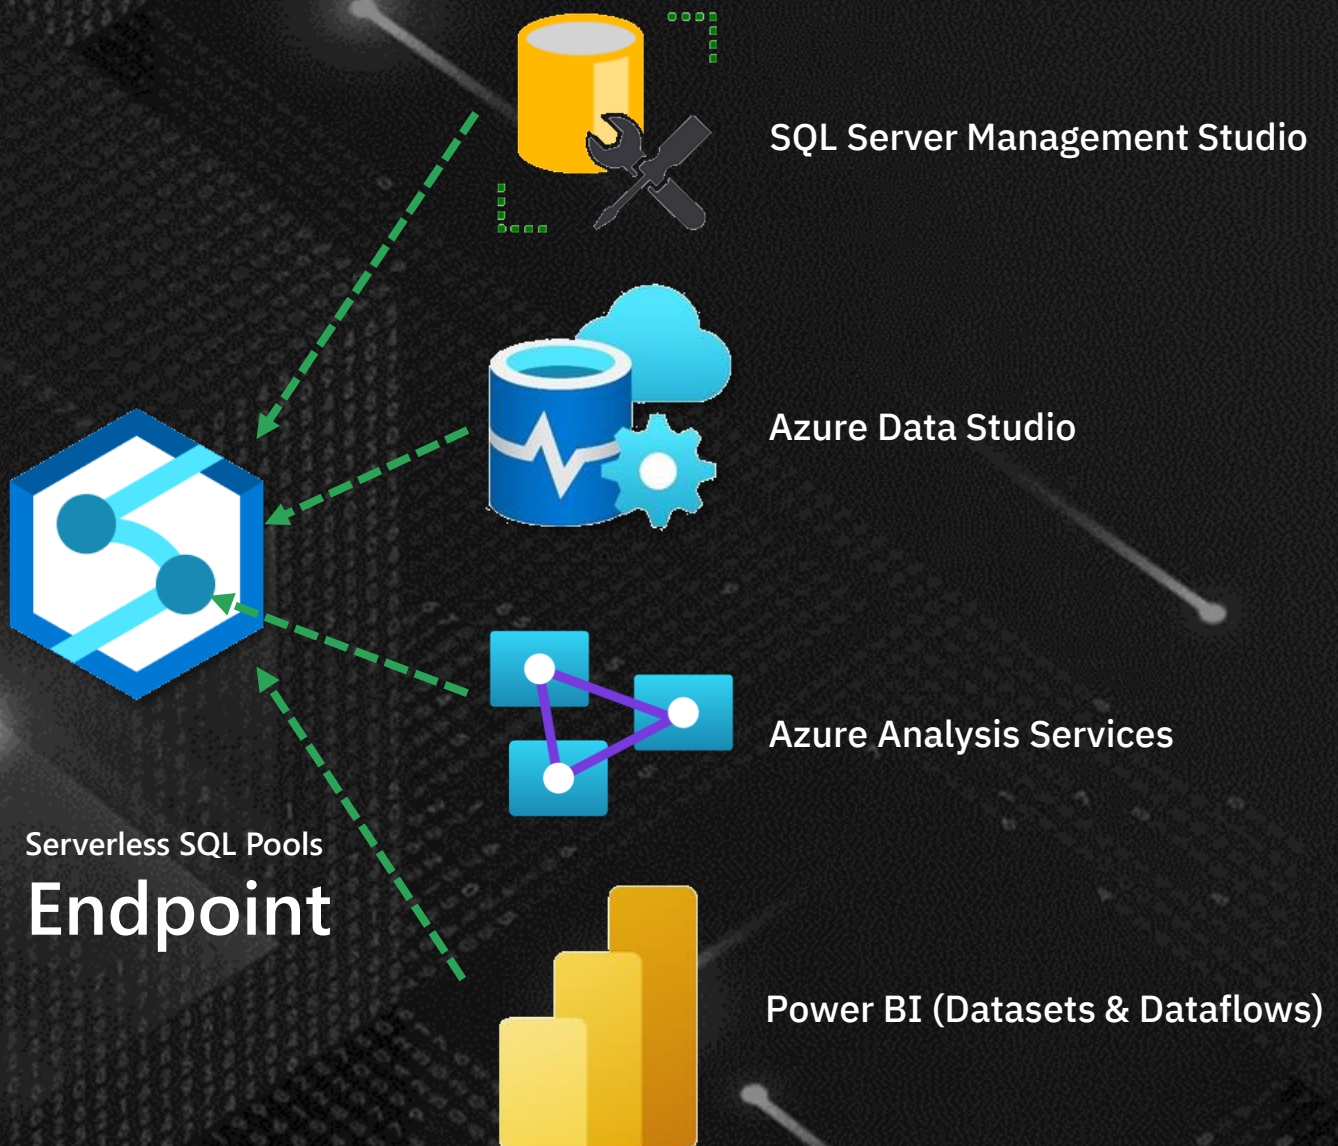 SQL Server Management Studio
Azure Data Studio
Azure Analysis Services
Serverless SQL Pools
Endpoint
Power BI (Datasets & Dataflows)